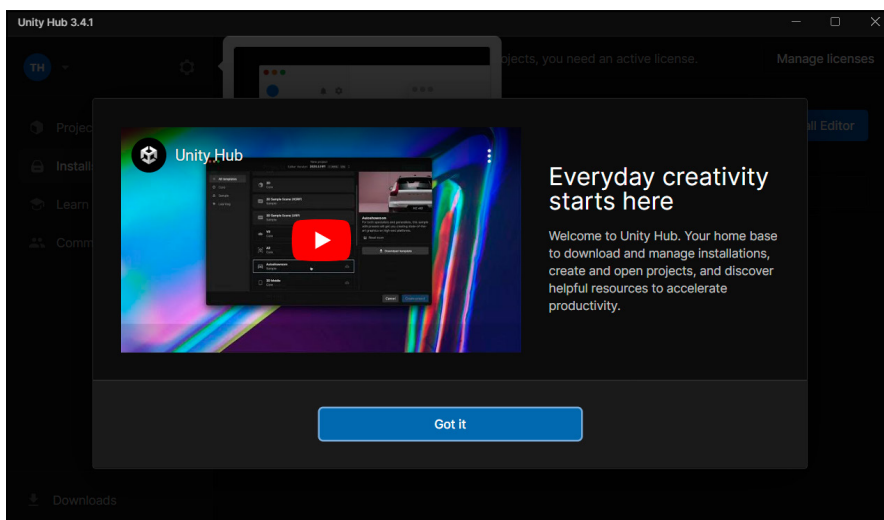 Unity Hub 3.4.1
TH
ojects, you need an active license.
Manage licenses
Projec
all Editor
Install
Learn
Comm
Unity Hub
Everyday creativity
starts here
Welcome to Unity Hub. Your home base
to download and manage installations,
create and open projects, and discover
helpful resources to accelerate
productivity.
Got it
Downloads